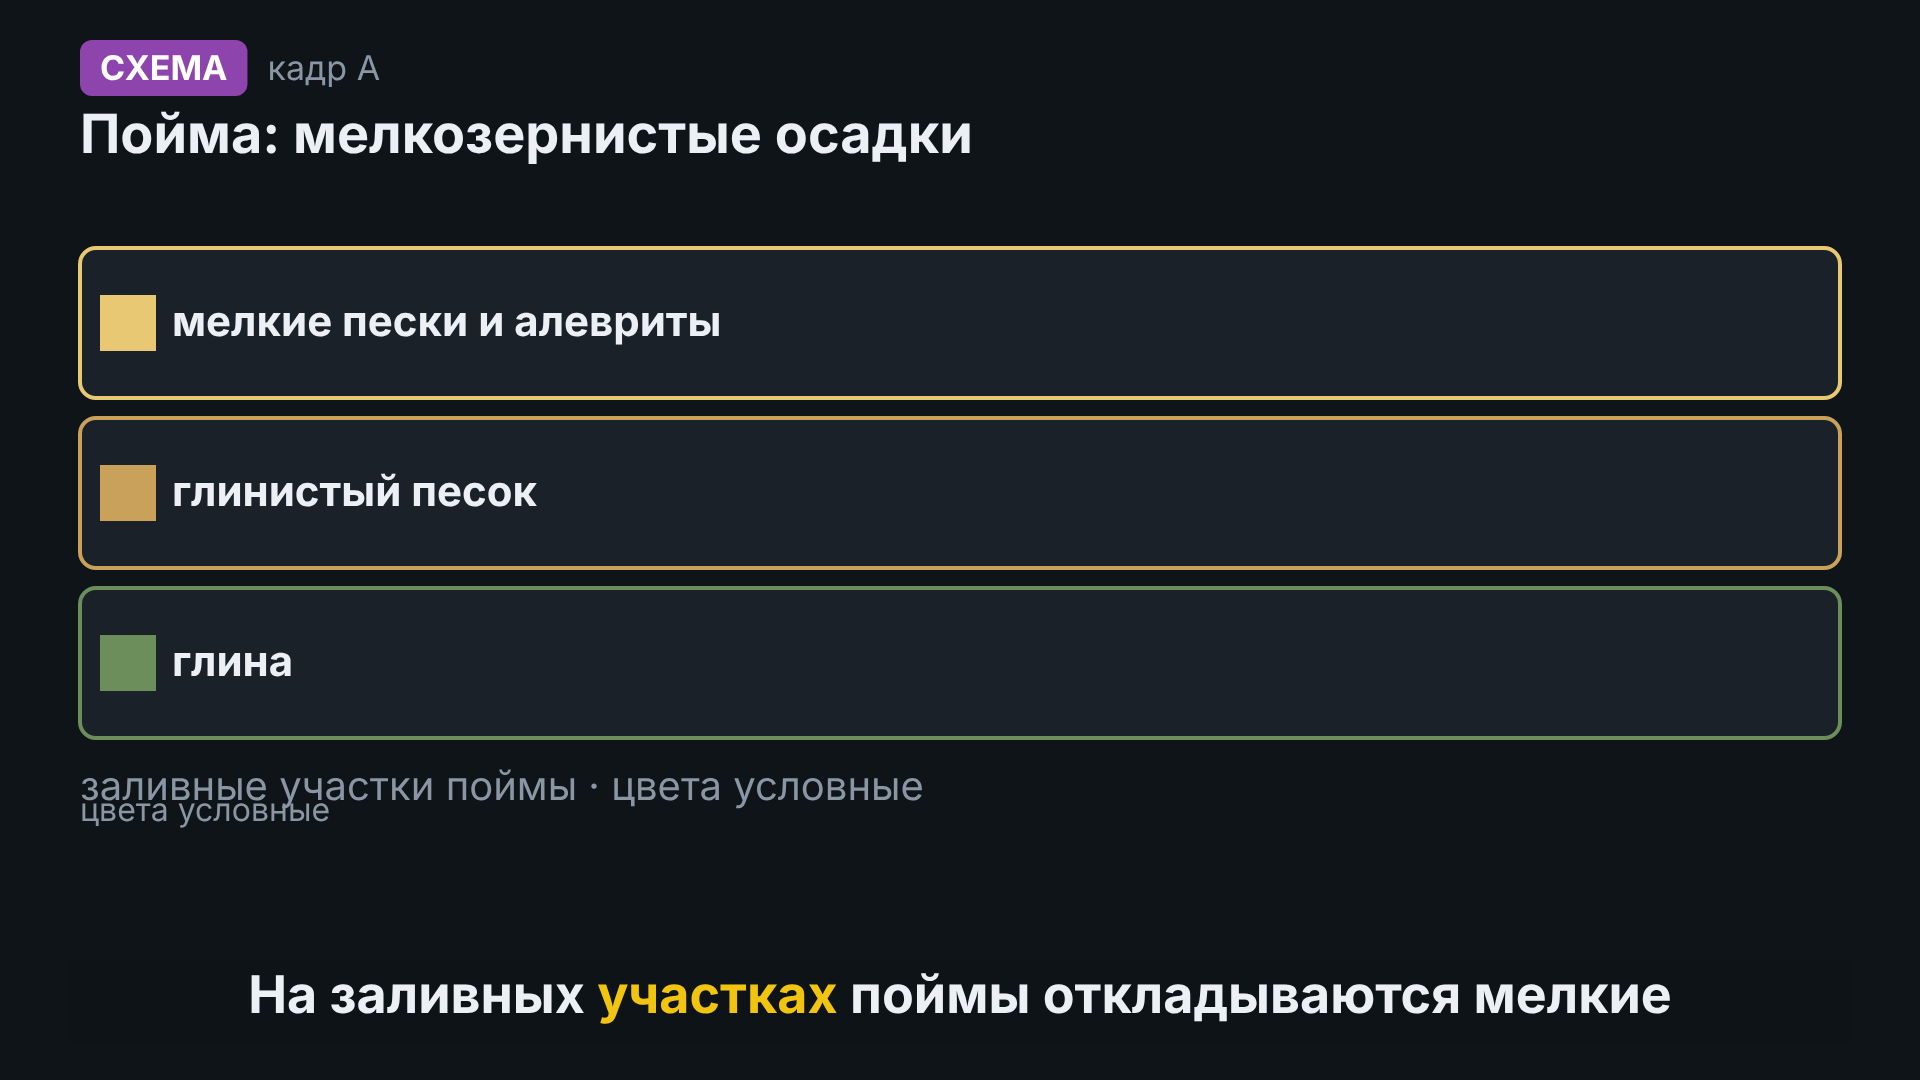 СХЕМА кадр А
Пойма: мелкозернистые осадки
мелкие пески и алевриты
глинистый песок
глина
заливные участки поймы · цвета условные
цвета условные
На заливных участках поймы откладываются мелкие